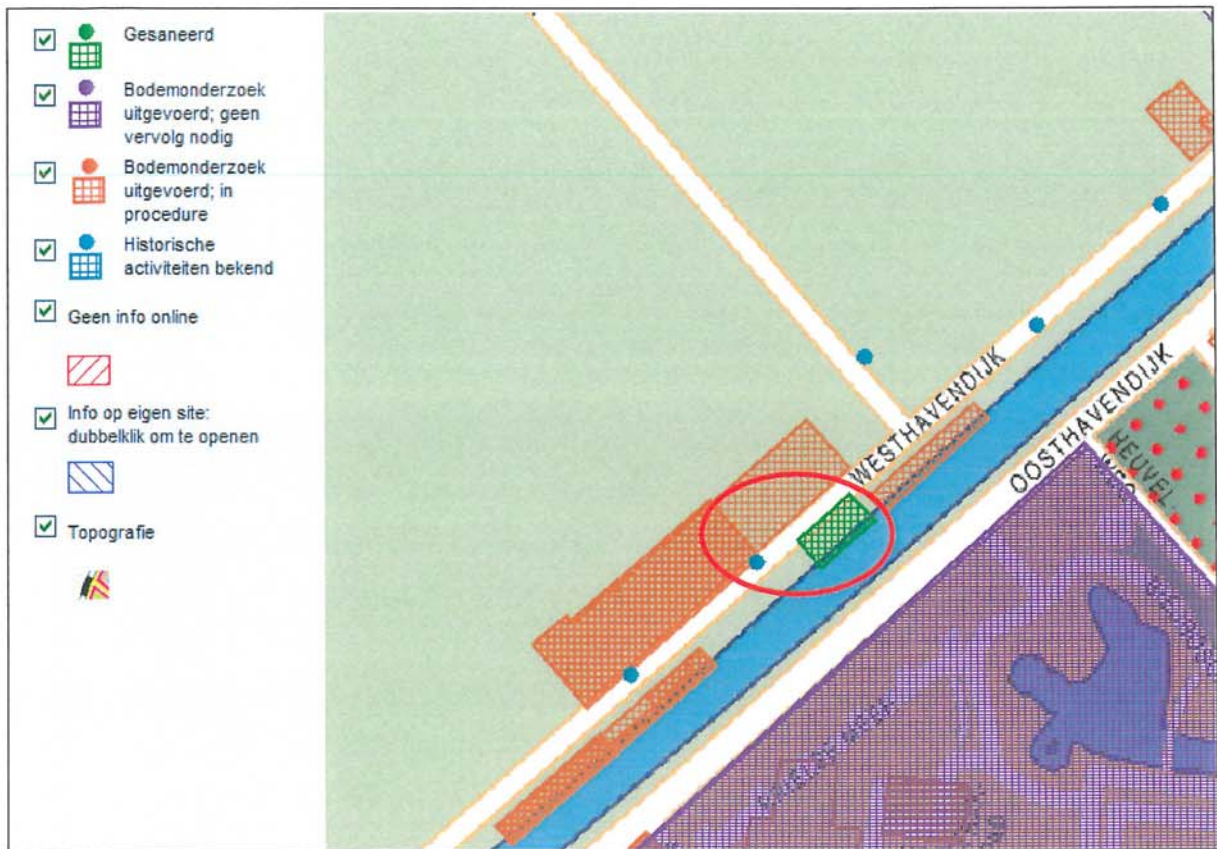 Gesaneerd
Bodemonderzoek
uitgevoerd; geen
vervolg nodig
Bodemonderzoek
uitgevoerd; in
procedure
Historische
activiteiten bekend
Geen info online
Info op eigen site:
dubbelklik om te openen
Topografie
WESTHAVENDIJK
OOSTHAVENDIJK
HEUVEL